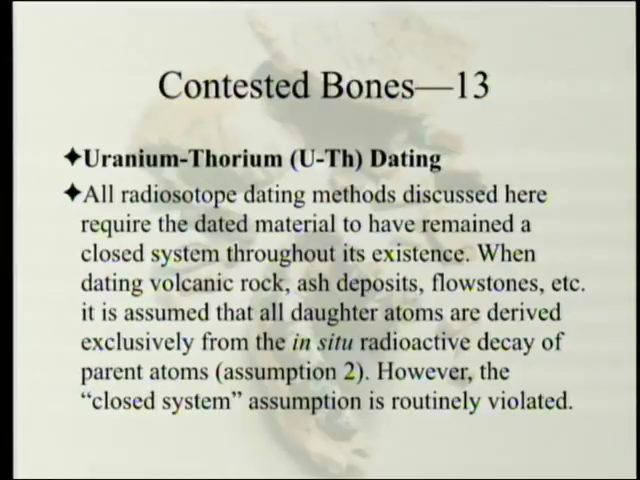 Contested Bones—13
✦Uranium-Thorium (U-Th) Dating
✦All radiosotope dating methods discussed here
require the dated material to have remained a
closed system throughout its existence. When
dating volcanic rock, ash deposits, flowstones, etc.
it is assumed that all daughter atoms are derived
exclusively from the in situ radioactive decay of
parent atoms (assumption 2). However, the
“closed system” assumption is routinely violated.